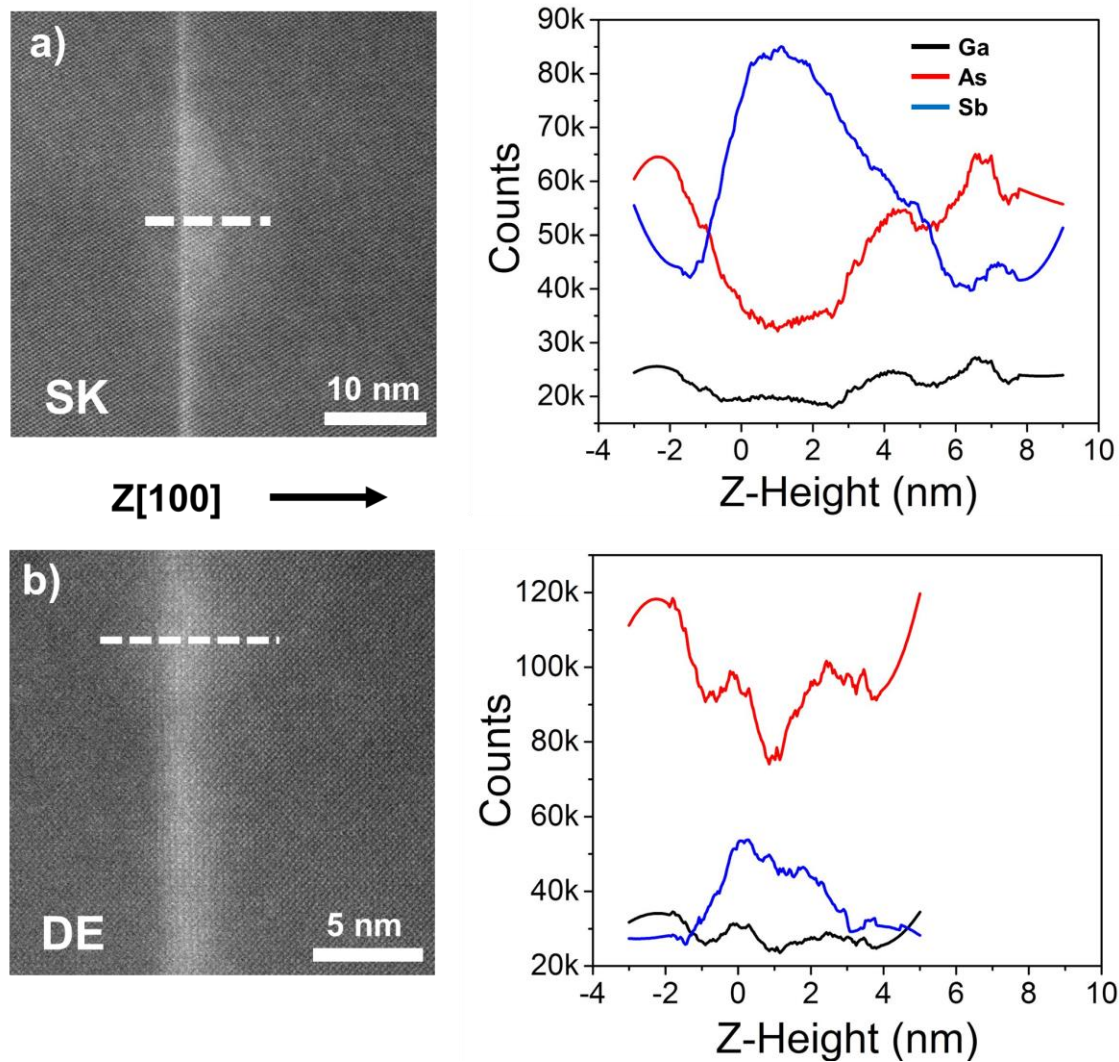 a)
SK
10 nm
90k
80k
70k
60k
50k
40k
30k
20k
Counts
Ga
As
Sb
-4 -2 0 2 4 6 8 10
Z-Height (nm)
Z[100]
b)
DE
5 nm
120k
100k
80k
60k
40k
20k
Counts
-4 -2 0 2 4 6 8 10
Z-Height (nm)